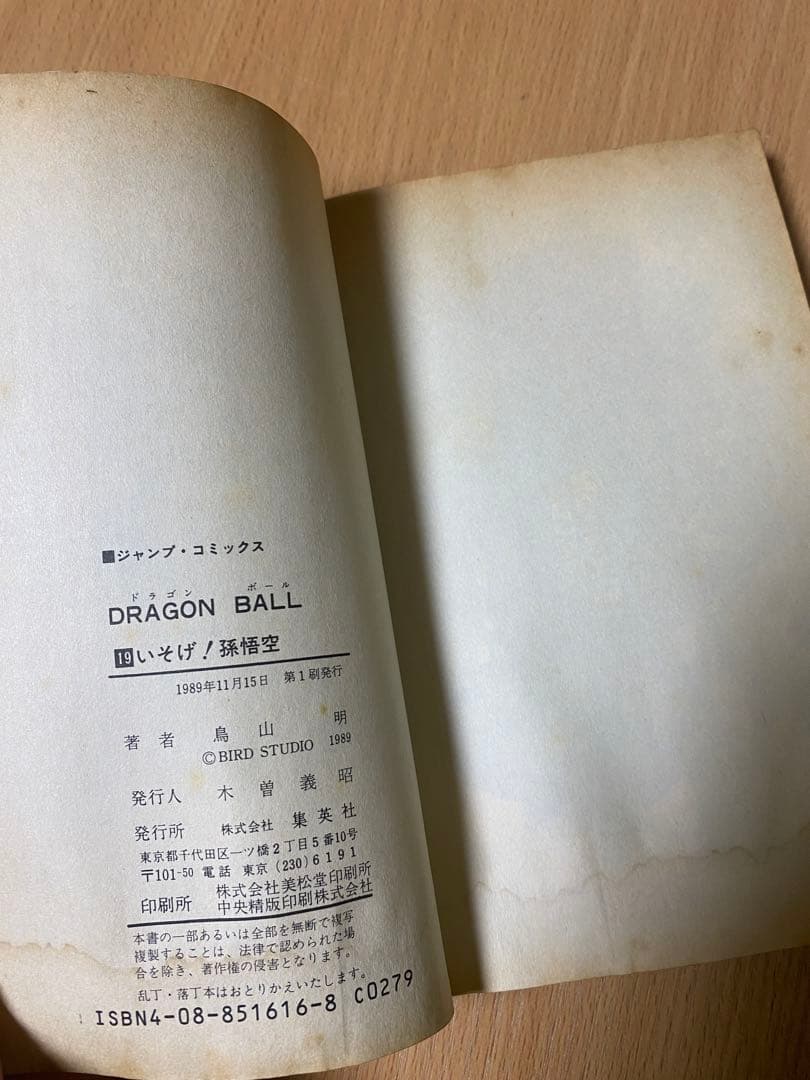 ■ジャンプ・コミックス
ドラゴン ボール
DRAGON BALL
19いそげ!孫悟空
1989年11月15日 第1刷発行
著者 鳥山 明
©BIRD STUDIO 1989
発行人 木曽義昭
発行所 株式会社 集英社
東京都千代田区一ツ橋2丁目5番10号
〒101-50 電話 東京(230)6191
印刷所 株式会社美松堂印刷所
中央精版印刷株式会社
本書の一部あるいは全部を無断で複写
複製することは、法律で認められた場
合を除き、著作権の侵害となります。
乱丁・落丁本はおとりかえいたします。
ISBN4-08-851616-8 C0279